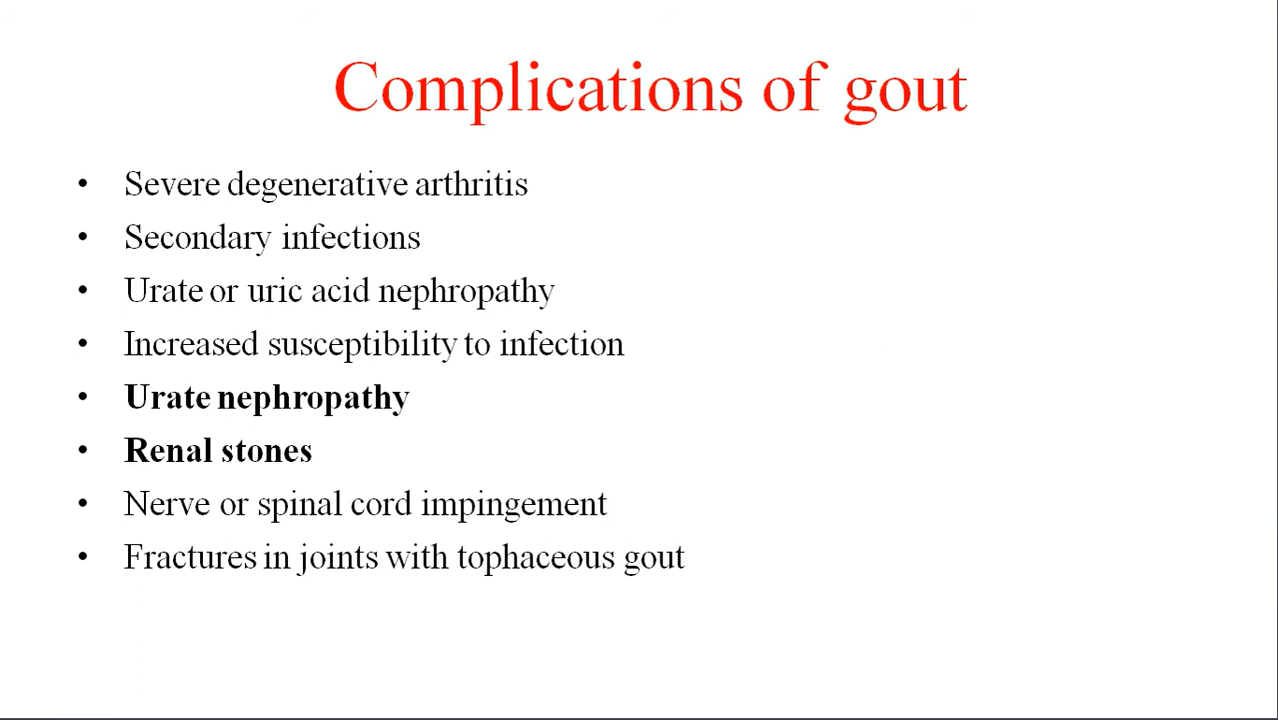 Complications of gout
• Severe degenerative arthritis
• Secondary infections
• Urate or uric acid nephropathy
• Increased susceptibility to infection
• Urate nephropathy
• Renal stones
• Nerve or spinal cord impingement
• Fractures in joints with tophaceous gout